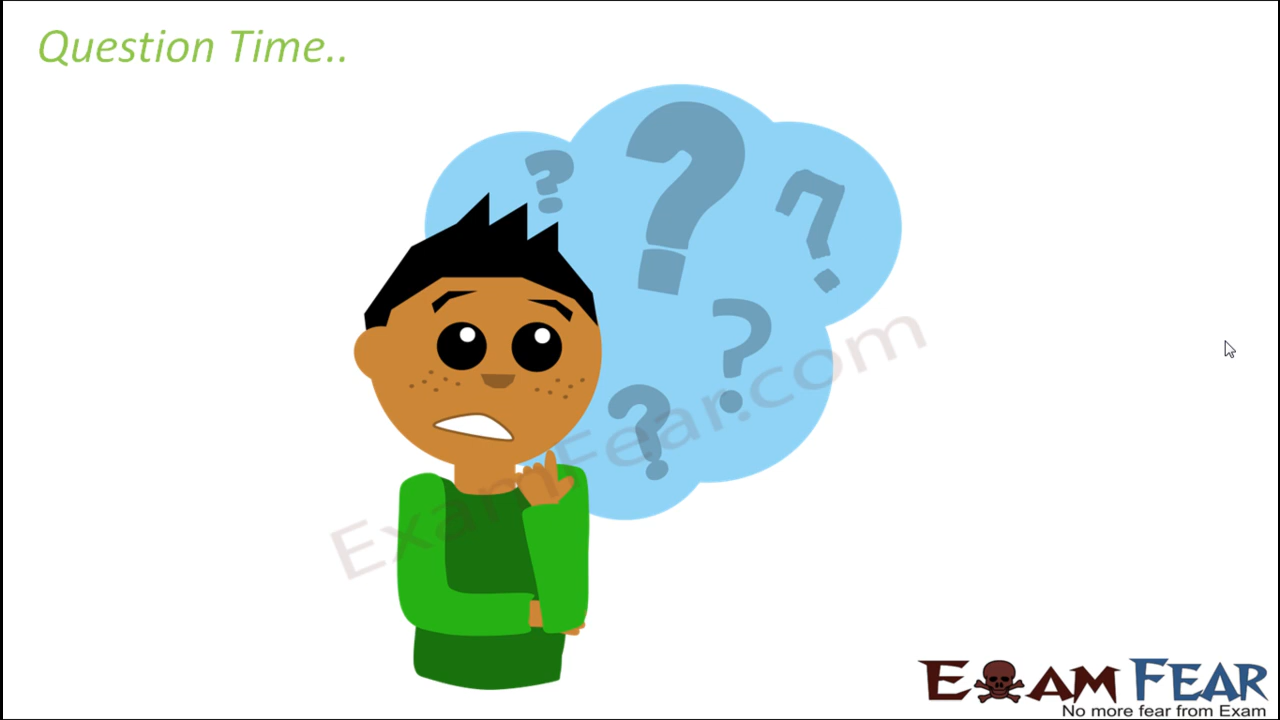 Question Time..
? ? ? ? ?
ExamFear.com
EXAM FEAR
No more fear from Exam